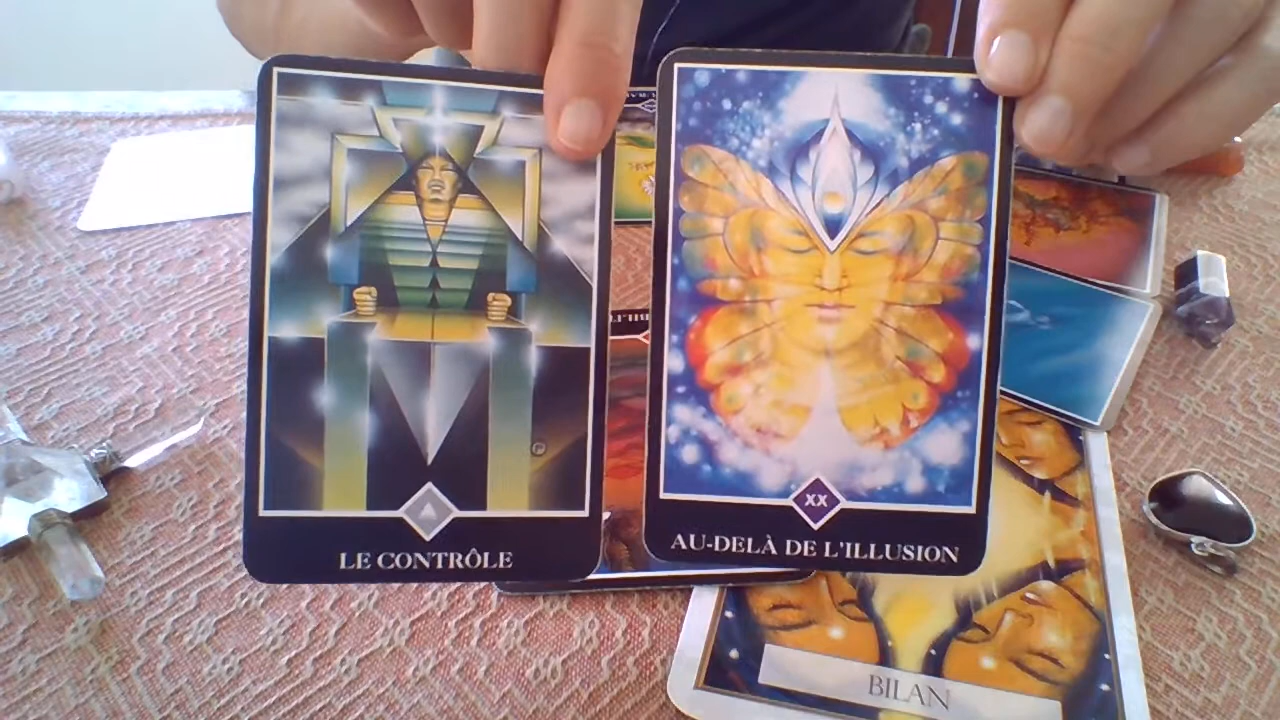 XX
LE CONTRÔLE
AU-DELÀ DE L'ILLUSION
BILAN